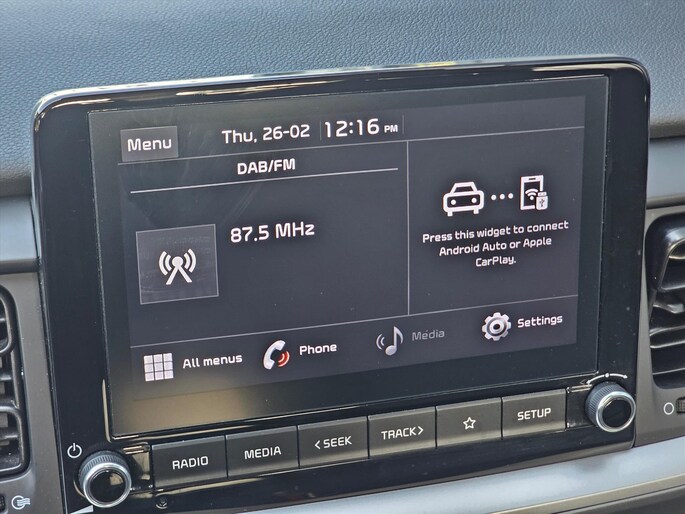 Menu
Thu, 26-02
12:16 PM
DAB/FM
87.5 MHz
Press this widget to connect
Android Auto or Apple
CarPlay.
All menus
Phone
Media
Settings
RADIO
MEDIA
<SEEK
TRACK>
☆
SETUP